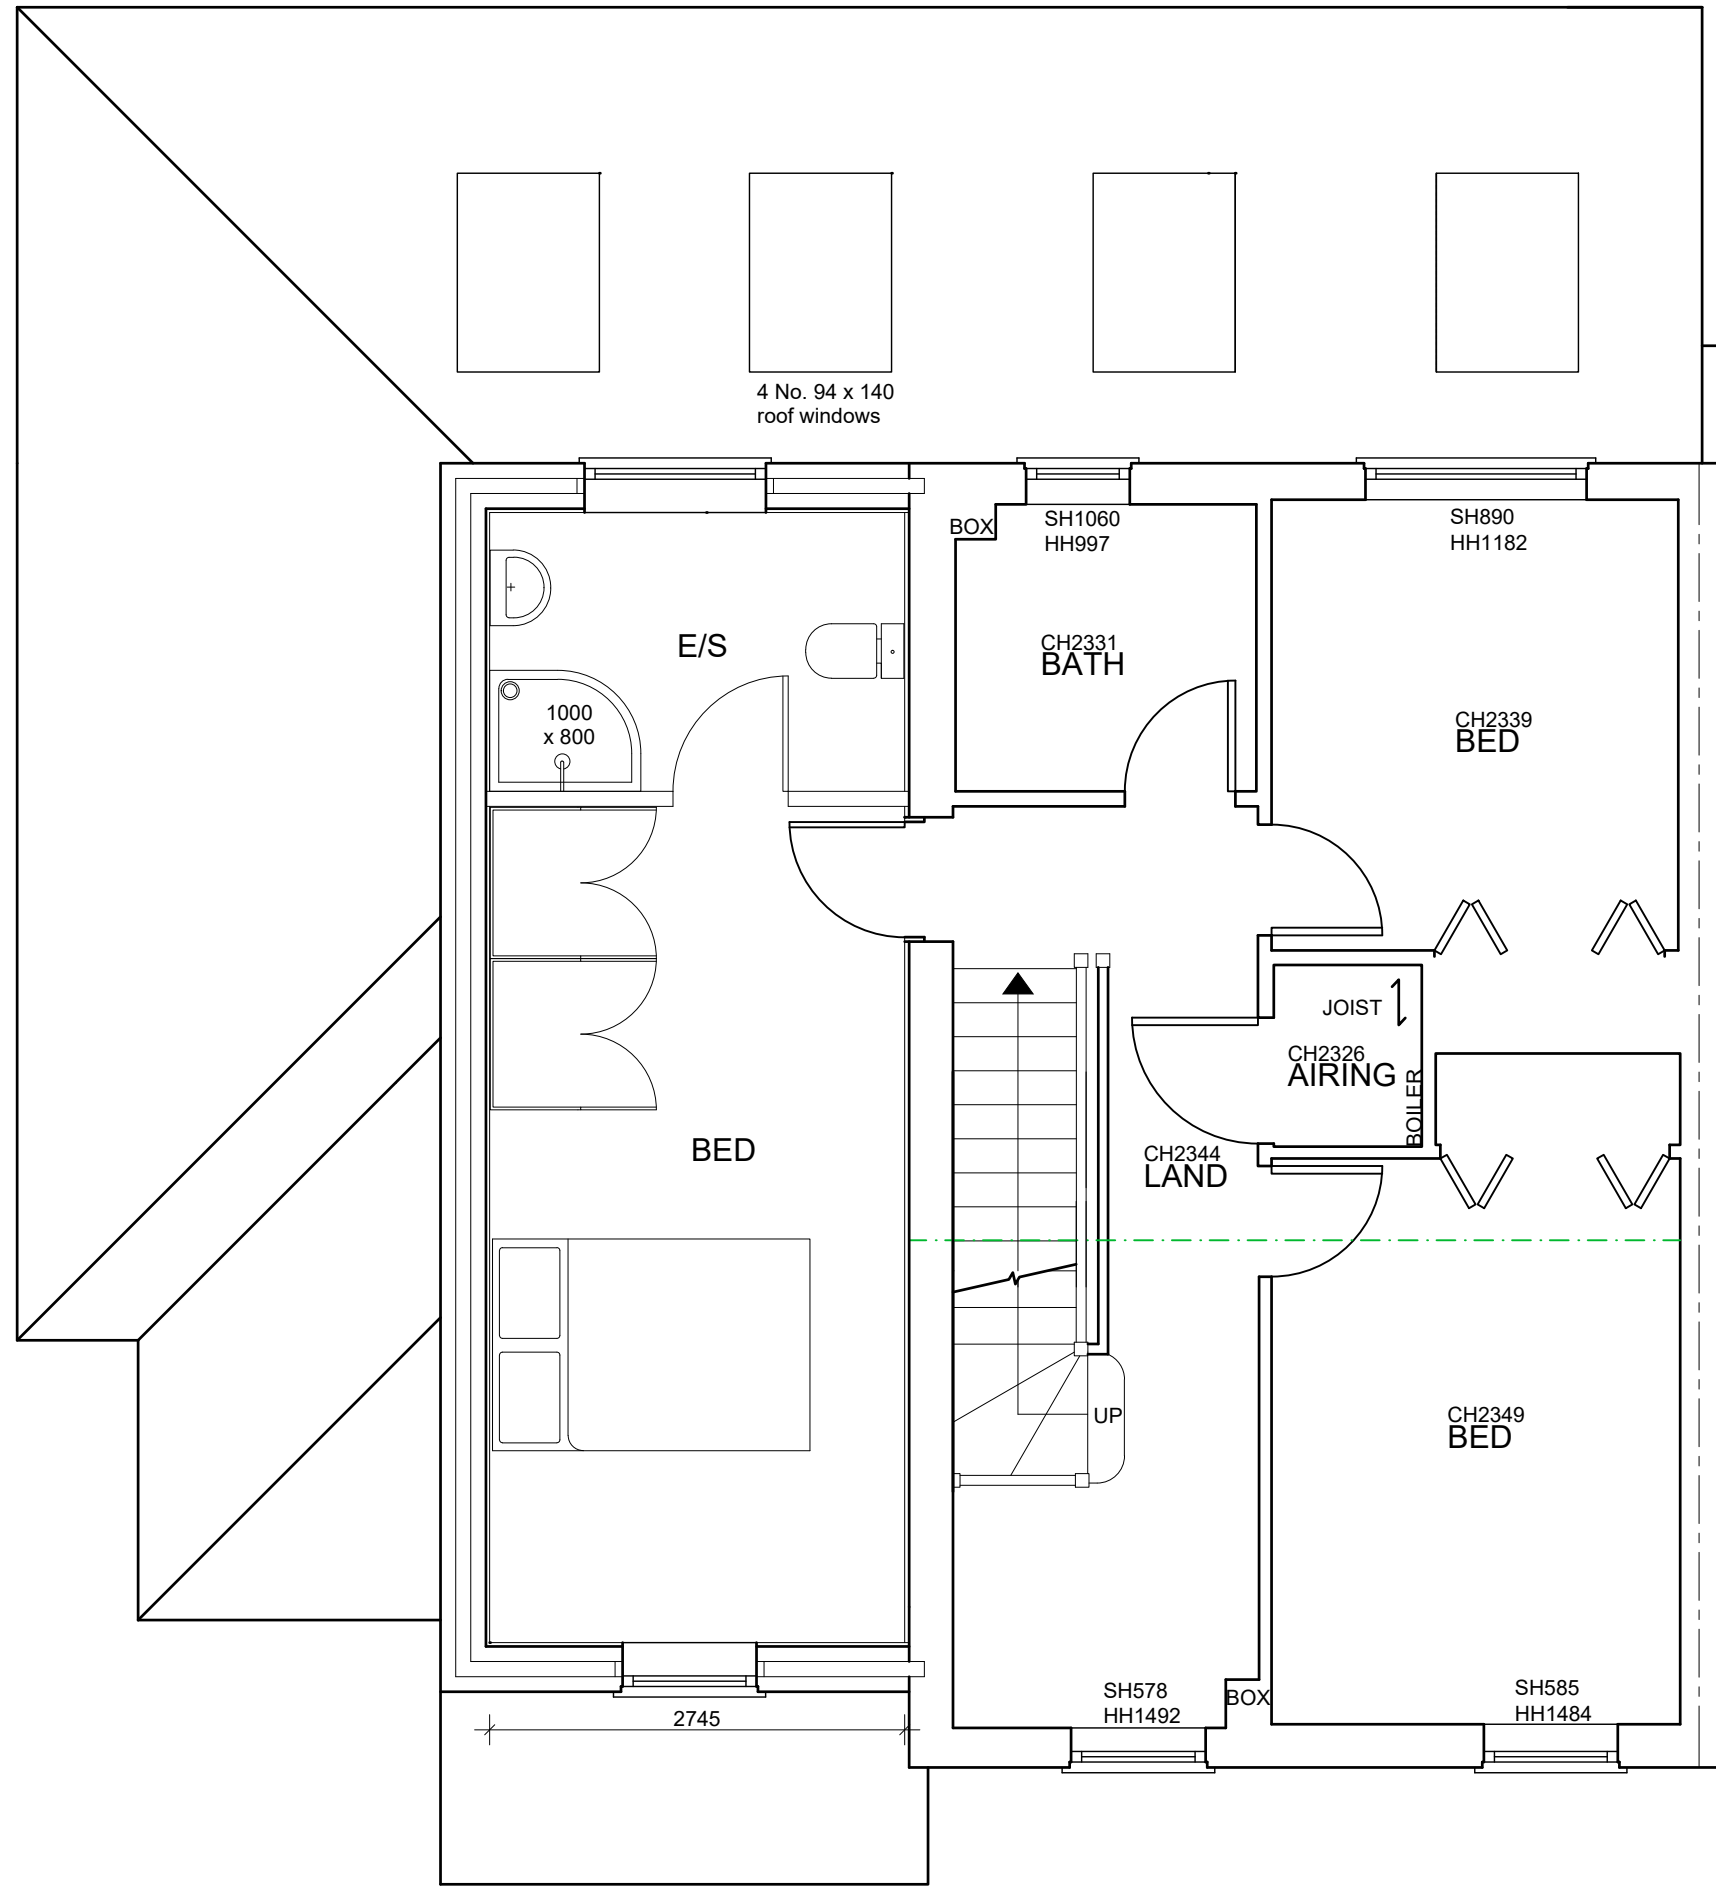 4 No. 94 x 140
roof windows
BOX
SH1060
HH997
SH890
HH1182
E/S
CH2331
BATH
1000
x 800
CH2339
BED
JOIST
CH2326
AIRING
BOILER
BED
CH2344
LAND
UP
CH2349
BED
SH578
HH1492
BOX
SH585
HH1484
2745